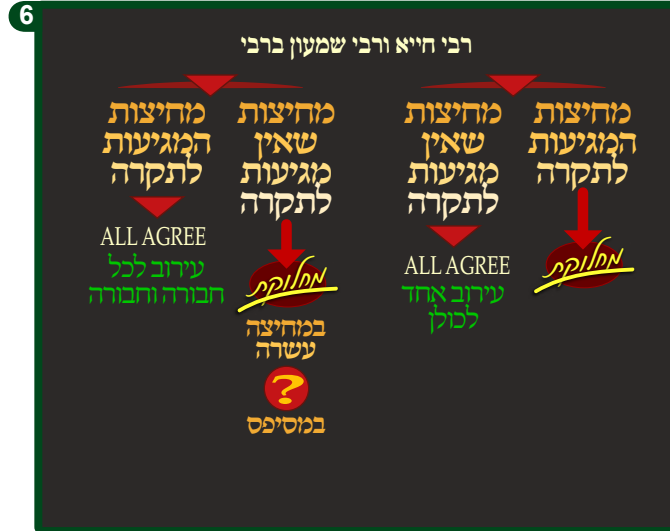 6
רבי חייא ורבי שמעון ברבי
מחיצות
המגיעות
לתקרה
מחלוקת
מחיצות
שאין
מגיעות
לתקרה
ALL AGREE
עירוב אחד
לכולן
מחיצות
שאין
מגיעות
לתקרה
מחלוקת
במחיצה
עשרה
?
במסיפס
מחיצות
המגיעות
לתקרה
ALL AGREE
עירוב לכל
חבורה וחבורה